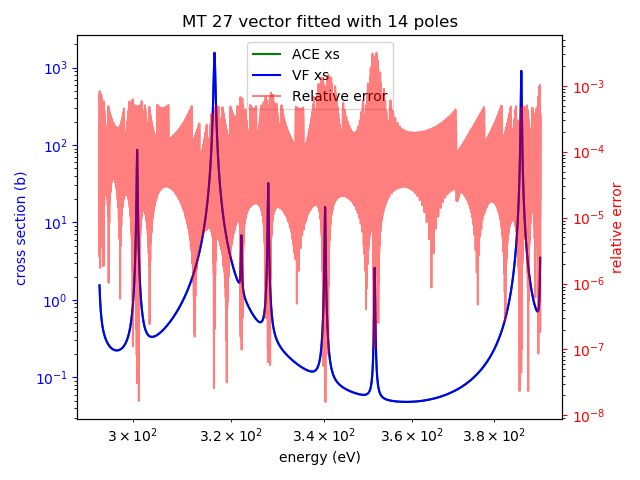 MT 27 vector fitted with 14 poles
ACE xs
VF xs
Relative error
cross section (b)
10³
10²
10¹
10⁰
10⁻¹
relative error
10⁻³
10⁻⁴
10⁻⁵
10⁻⁶
10⁻⁷
10⁻⁸
3 × 10² 3.2 × 10² 3.4 × 10² 3.6 × 10² 3.8 × 10²
energy (eV)